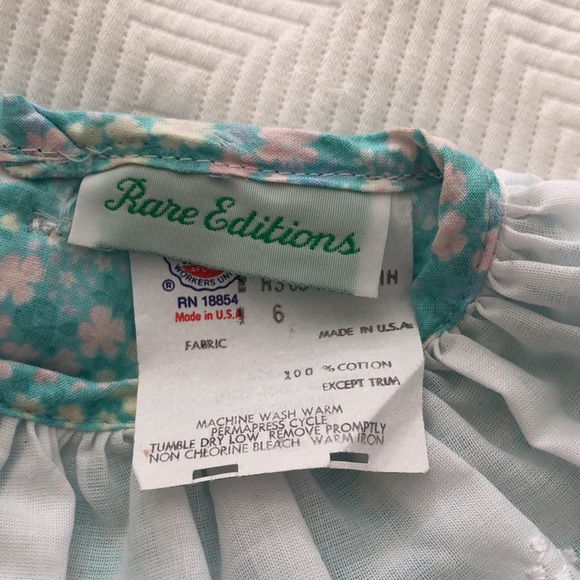 Rare Editions
WORKERS UNI
® ®
RN 18854
Made in U.S.A.
6
MADE IN U.S.A.
FABRIC
100 % COTTON
EXCEPT TRIM
MACHINE WASH WARM
PERMAPRESS CYCLE
TUMBLE DRY LOW REMOVE PROMPTLY
NON CHLORINE BLEACH WARM IRON